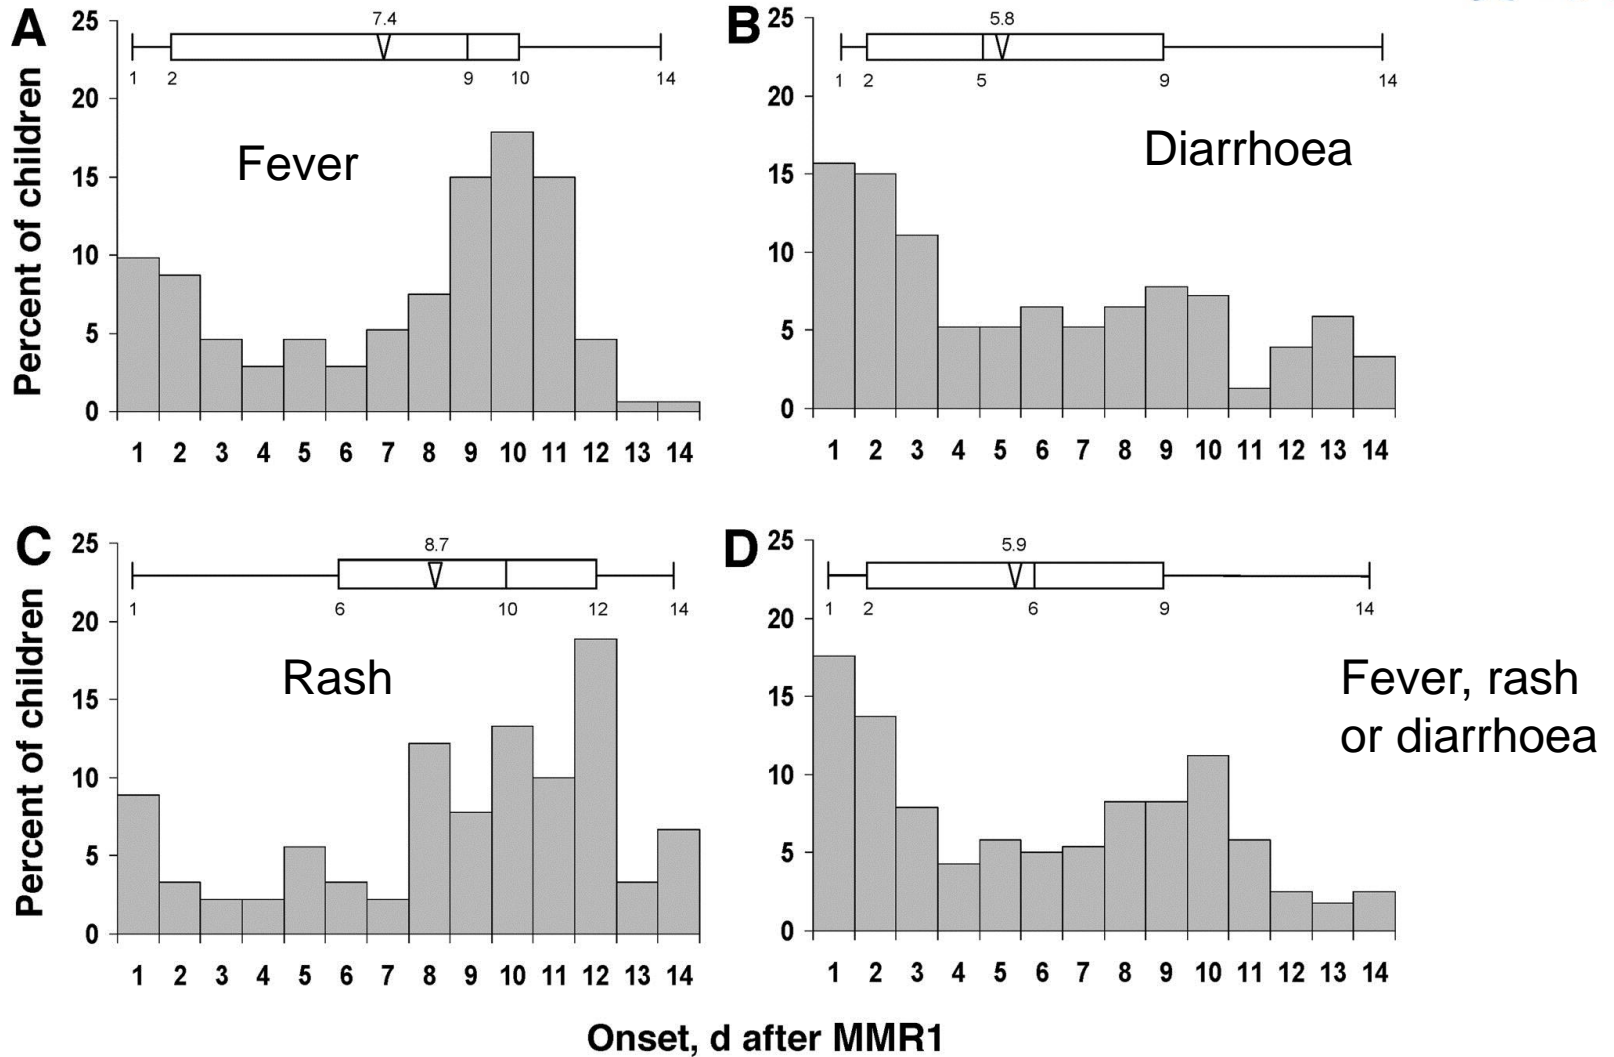 A
25
20
15
10
5
0
Percent of children
7.4
1 2 9 10 14
Fever
1 2 3 4 5 6 7 8 9 10 11 12 13 14
B
25
20
15
10
5
0
5.8
1 2 5 9 14
Diarrhoea
1 2 3 4 5 6 7 8 9 10 11 12 13 14
C
25
20
15
10
5
0
Percent of children
8.7
1 6 10 12 14
Rash
1 2 3 4 5 6 7 8 9 10 11 12 13 14
D
25
20
15
10
5
0
5.9
1 2 6 9 14
Fever, rash
or diarrhoea
1 2 3 4 5 6 7 8 9 10 11 12 13 14
Onset, d after MMR1